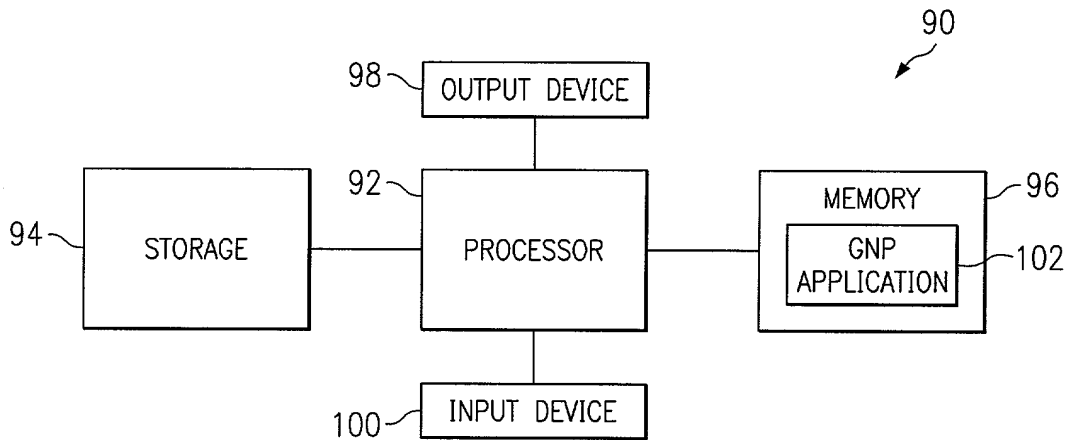 90
98
OUTPUT DEVICE
92
96
MEMORY
94
STORAGE
PROCESSOR
GNP
APPLICATION
102
100
INPUT DEVICE